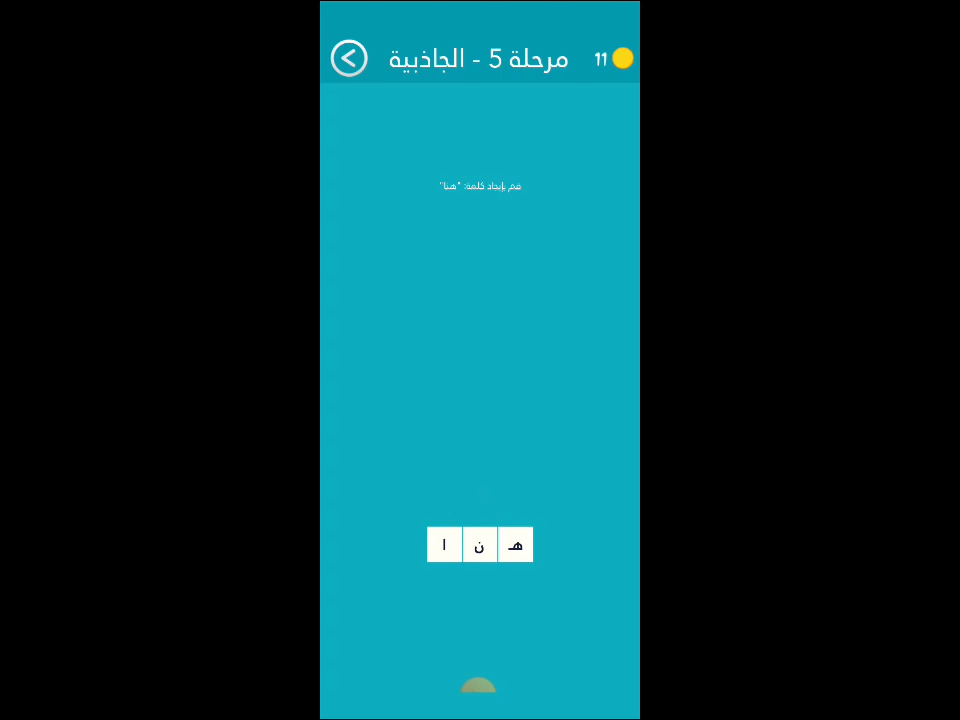 11 مرحلة 5 - الجاذبية
قم بإيجاد كلمة: "هنا"
هـ ن ا